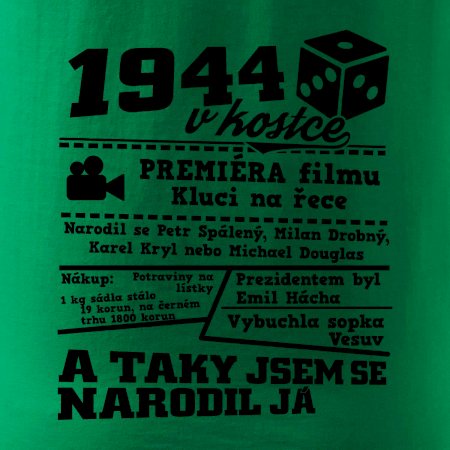 1944
v kostce
PREMIÉRA filmu
Kluci na řece
Narodil se Petr Spálený, Milan Drobný,
Karel Kryl nebo Michael Douglas
Nákup: Potraviny na
lístky
1 kg sádla stálo
19 korun, na černém
trhu 1800 korun
Prezidentem byl
Emil Hácha
Vybuchla sopka
Vesuv
A TAKY JSEM SE
NARODIL JÁ